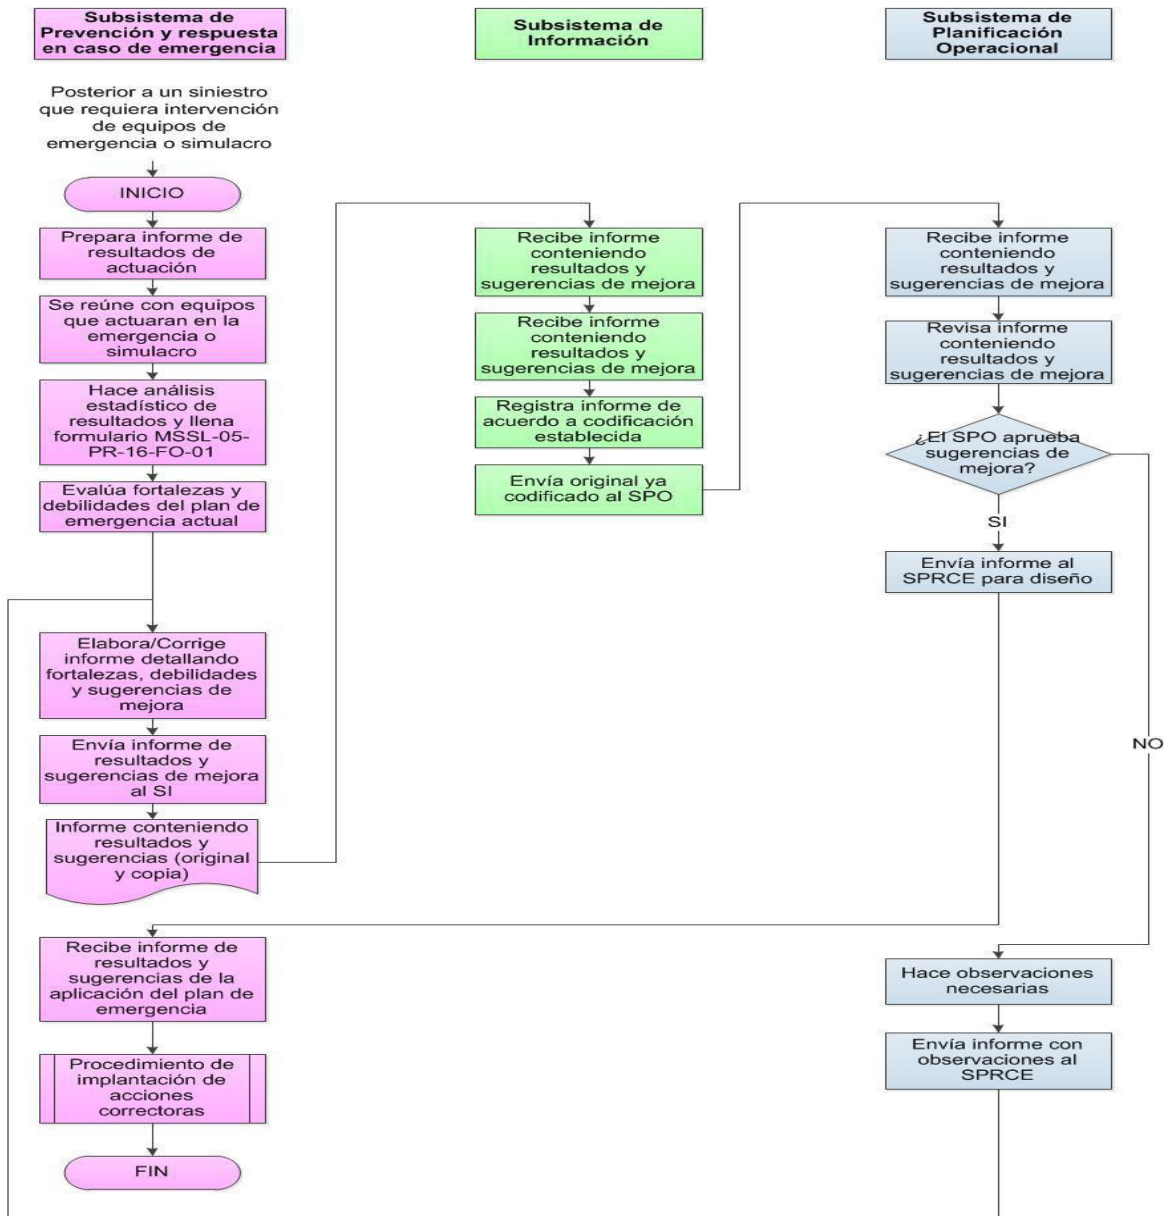 Subsistema de
Prevención y respuesta
en caso de emergencia
Subsistema de
Información
Subsistema de
Planificación
Operacional
Posterior a un siniestro
que requiera intervención
de equipos de
emergencia o simulacro
INICIO
Prepara informe de
resultados de
actuación
Se reúne con equipos
que actuaran en la
emergencia o
simulacro
Hace análisis
estadístico de
resultados y llena
formulario MSSL-05-
PR-16-FO-01
Evalúa fortalezas y
debilidades del plan de
emergencia actual
Elabora/Corrige
informe detallando
fortalezas, debilidades
y sugerencias de
mejora
Envía informe de
resultados y
sugerencias de mejora
al SI
Informe conteniendo
resultados y
sugerencias (original
y copia)
Recibe informe
conteniendo
resultados y
sugerencias de mejora
Recibe informe
conteniendo
resultados y
sugerencias de mejora
Registra informe de
acuerdo a codificación
establecida
Envía original ya
codificado al SPO
Recibe informe
conteniendo
resultados y
sugerencias de mejora
Revisa informe
conteniendo
resultados y
sugerencias de mejora
¿El SPO aprueba
sugerencias de
mejora?
SI
Envía informe al
SPRCE para diseño
NO
Hace observaciones
necesarias
Envía informe con
observaciones al
SPRCE
Recibe informe de
resultados y
sugerencias de la
aplicación del plan de
emergencia
Procedimiento de
implantación de
acciones
correctoras
FIN